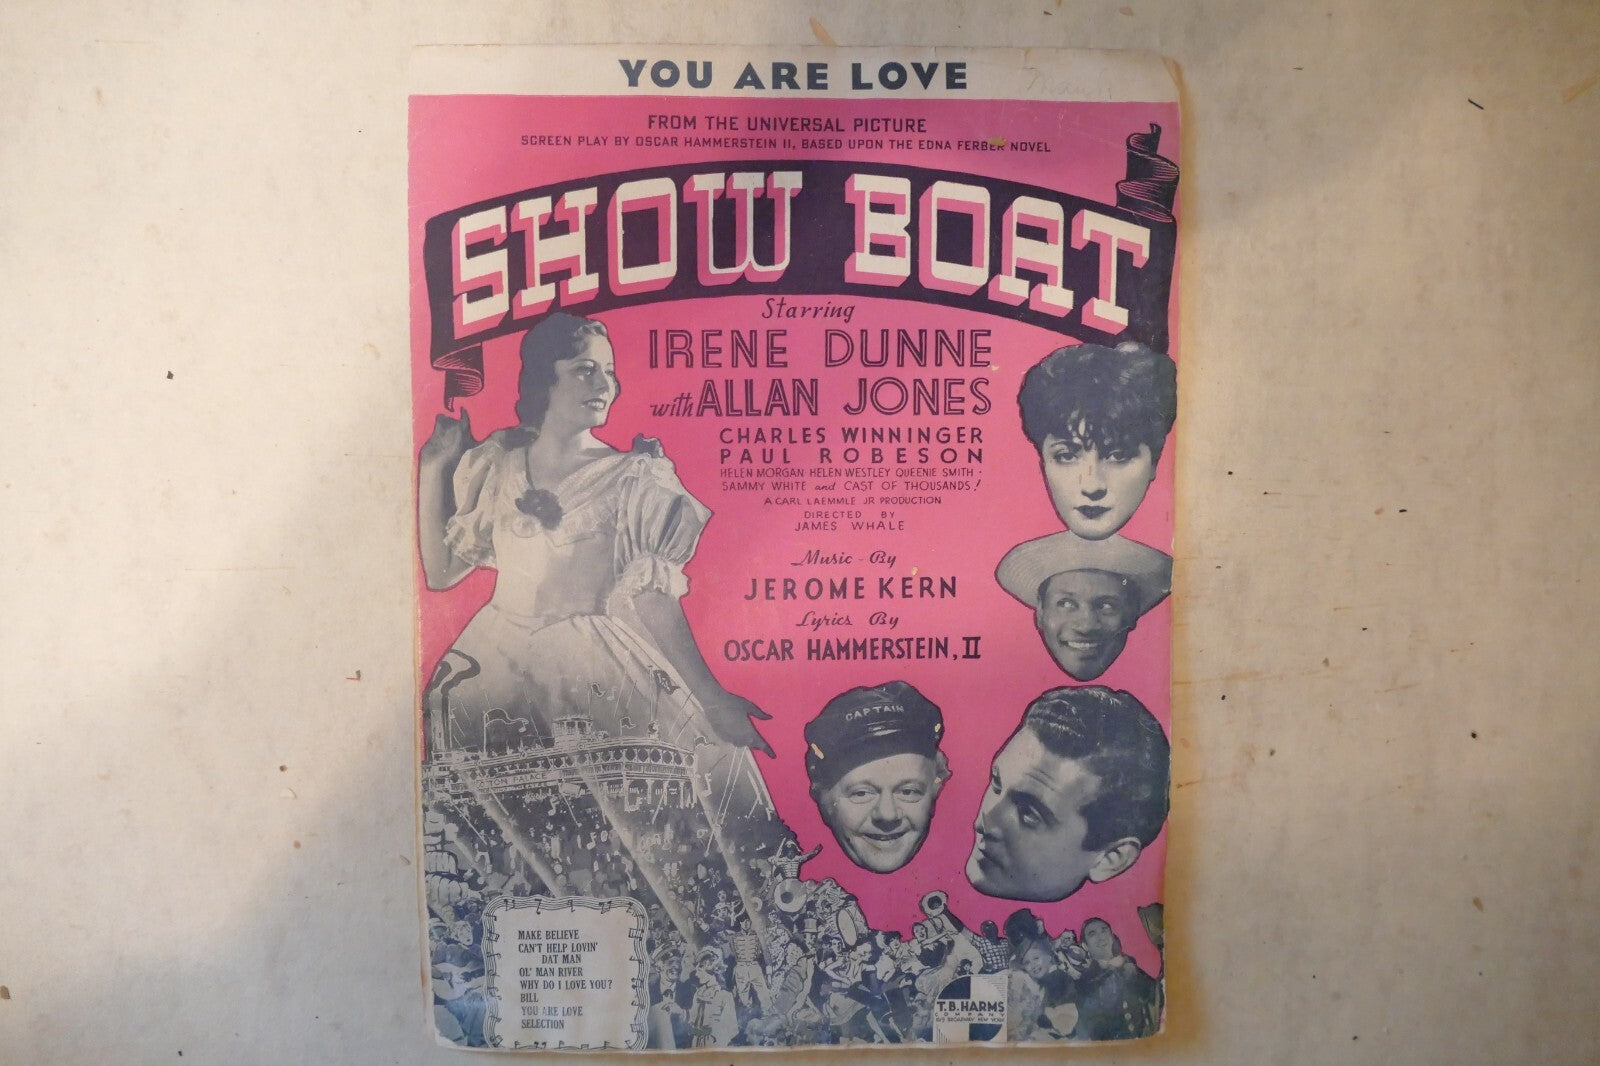 YOU ARE LOVE
FROM THE UNIVERSAL PICTURE
SCREEN PLAY BY OSCAR HAMMERSTEIN II, BASED UPON THE EDNA FERBER NOVEL
SHOW BOAT
Starring
IRENE DUNNE
with ALLAN JONES
CHARLES WINNINGER
PAUL ROBESON
HELEN MORGAN HELEN WESTLEY QUEENIE SMITH ·
SAMMY WHITE and CAST OF THOUSANDS!
A CARL LAEMMLE JR PRODUCTION
DIRECTED BY
JAMES WHALE
Music - By
JEROME KERN
Lyrics By
OSCAR HAMMERSTEIN, II
CAPTAIN
PALACE
MAKE BELIEVE
CAN'T HELP LOVIN'
DAT MAN
OL' MAN RIVER
WHY DO I LOVE YOU?
BILL
YOU ARE LOVE
SELECTION
T.B. HARMS
COMPANY
BROADWAY NEW YORK